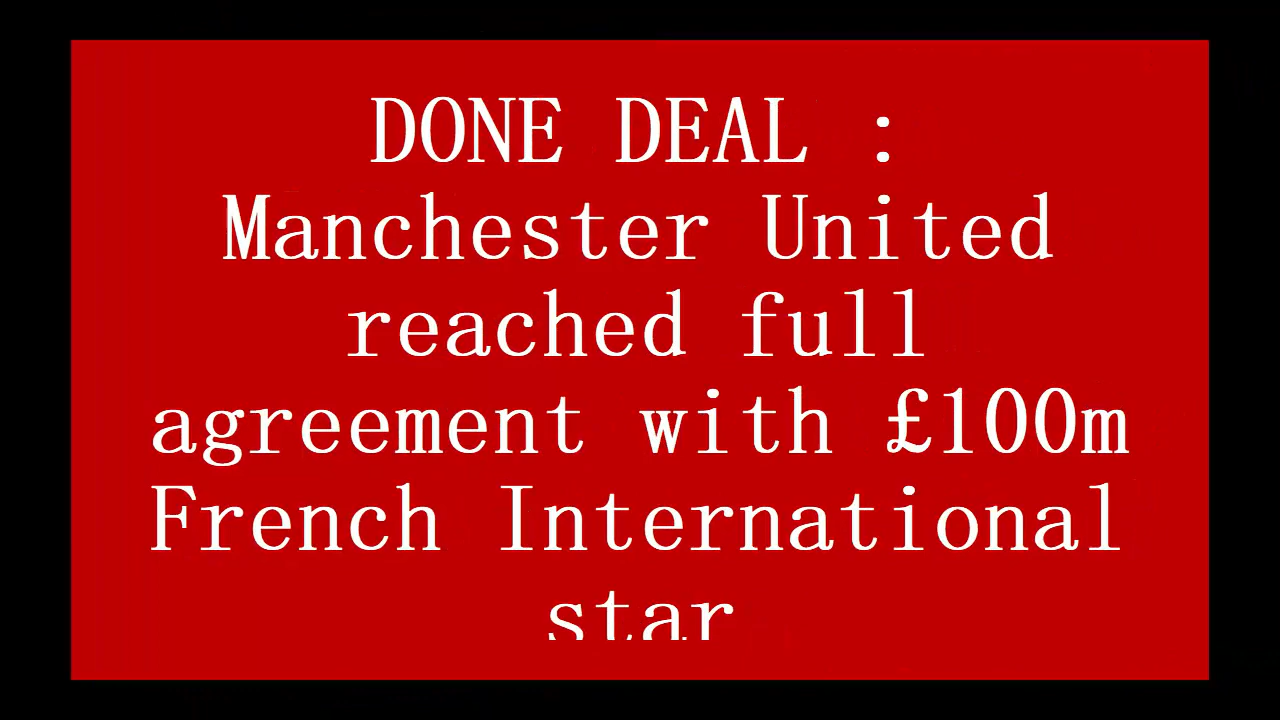 DONE DEAL :
Manchester United
reached full
agreement with £100m
French International
star